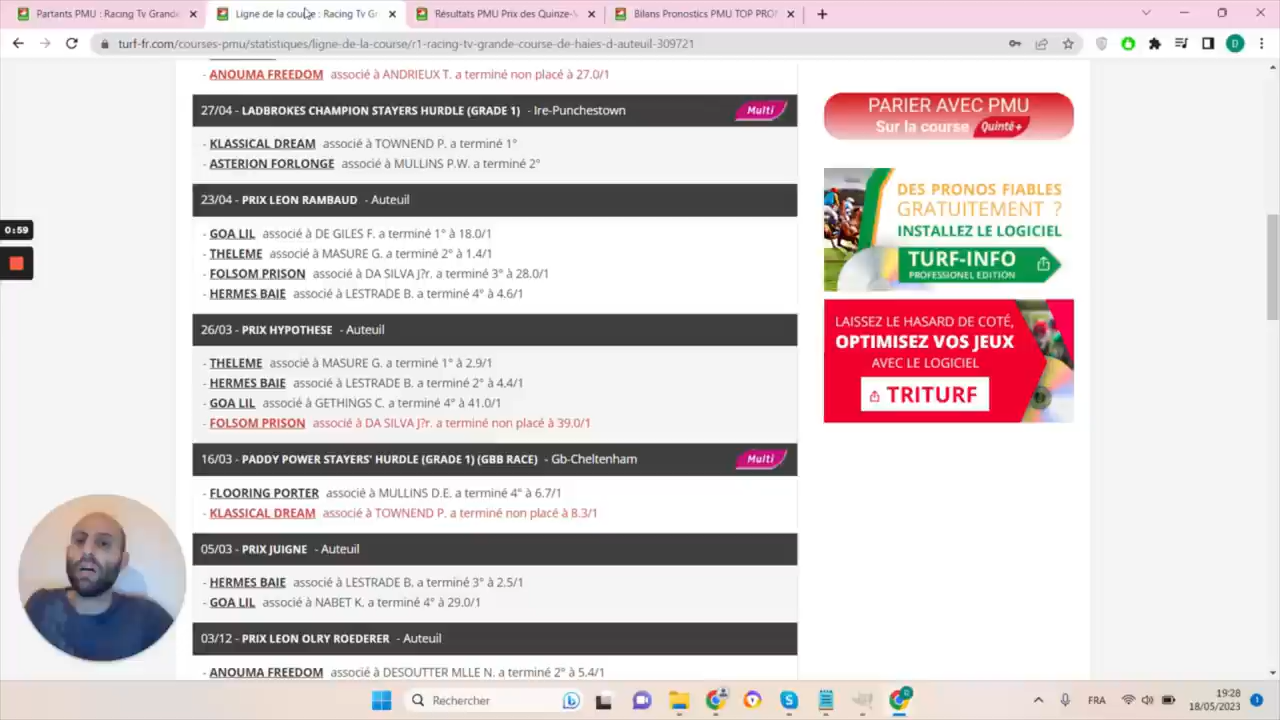 Partants PMU : Racing Tv Grande
Ligne de la course : Racing Tv Gr
Résultats PMU Prix des Quinze-V
Bilans Pronostics PMU TOP PRON
turf-fr.com/courses-pmu/statistiques/ligne-de-la-course/r1-racing-tv-grande-course-de-haies-d-auteuil-309721
D
- ANOUMA FREEDOM associé à ANDRIEUX T. a terminé non placé à 27.0/1
27/04 - LADBROKES CHAMPION STAYERS HURDLE (GRADE 1) - Ire-Punchestown
Multi
- KLASSICAL DREAM associé à TOWNEND P. a terminé 1°
- ASTERION FORLONGE associé à MULLINS P.W. a terminé 2°
23/04 - PRIX LEON RAMBAUD - Auteuil
- GOA LIL associé à DE GILES F. a terminé 1° à 18.0/1
- THELEME associé à MASURE G. a terminé 2° à 1.4/1
- FOLSOM PRISON associé à DA SILVA J?r. a terminé 3° à 28.0/1
- HERMES BAIE associé à LESTRADE B. a terminé 4° à 4.6/1
26/03 - PRIX HYPOTHESE - Auteuil
- THELEME associé à MASURE G. a terminé 1° à 2.9/1
- HERMES BAIE associé à LESTRADE B. a terminé 2° à 4.4/1
- GOA LIL associé à GETHINGS C. a terminé 4° à 41.0/1
- FOLSOM PRISON associé à DA SILVA J?r. a terminé non placé à 39.0/1
16/03 - PADDY POWER STAYERS' HURDLE (GRADE 1) (GBB RACE) - Gb-Cheltenham
Multi
- FLOORING PORTER associé à MULLINS D.E. a terminé 4° à 6.7/1
- KLASSICAL DREAM associé à TOWNEND P. a terminé non placé à 8.3/1
05/03 - PRIX JUIGNE - Auteuil
- HERMES BAIE associé à LESTRADE B. a terminé 3° à 2.5/1
- GOA LIL associé à NABET K. a terminé 4° à 29.0/1
03/12 - PRIX LEON OLRY ROEDERER - Auteuil
- ANOUMA FREEDOM associé à DESOUTTER MLLE N. a terminé 2° à 5.4/1
PARIER AVEC PMU
Sur la course Quinté+
DES PRONOS FIABLES
GRATUITEMENT ?
INSTALLEZ LE LOGICIEL
TURF-INFO
PROFESSIONEL EDITION
LAISSEZ LE HASARD DE COTÉ,
OPTIMISEZ VOS JEUX
AVEC LE LOGICIEL
TRITURF
0:59
Rechercher
FRA
19:28
18/05/2023